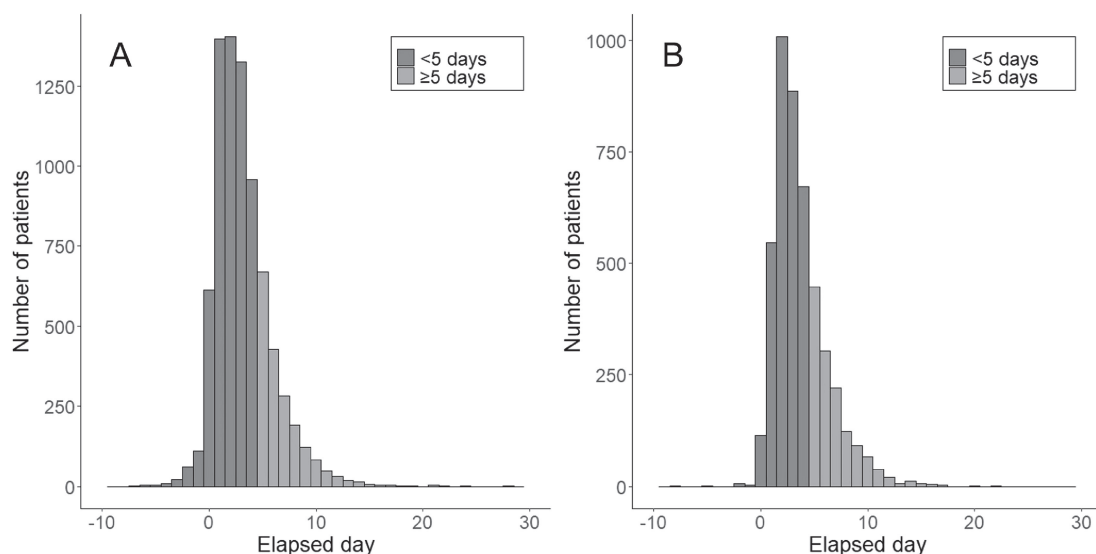 A
<5 days
≥5 days
1250
1000
750
500
250
0
Number of patients
-10 0 10 20 30
Elapsed day
B
<5 days
≥5 days
1000
750
500
250
0
Number of patients
-10 0 10 20 30
Elapsed day